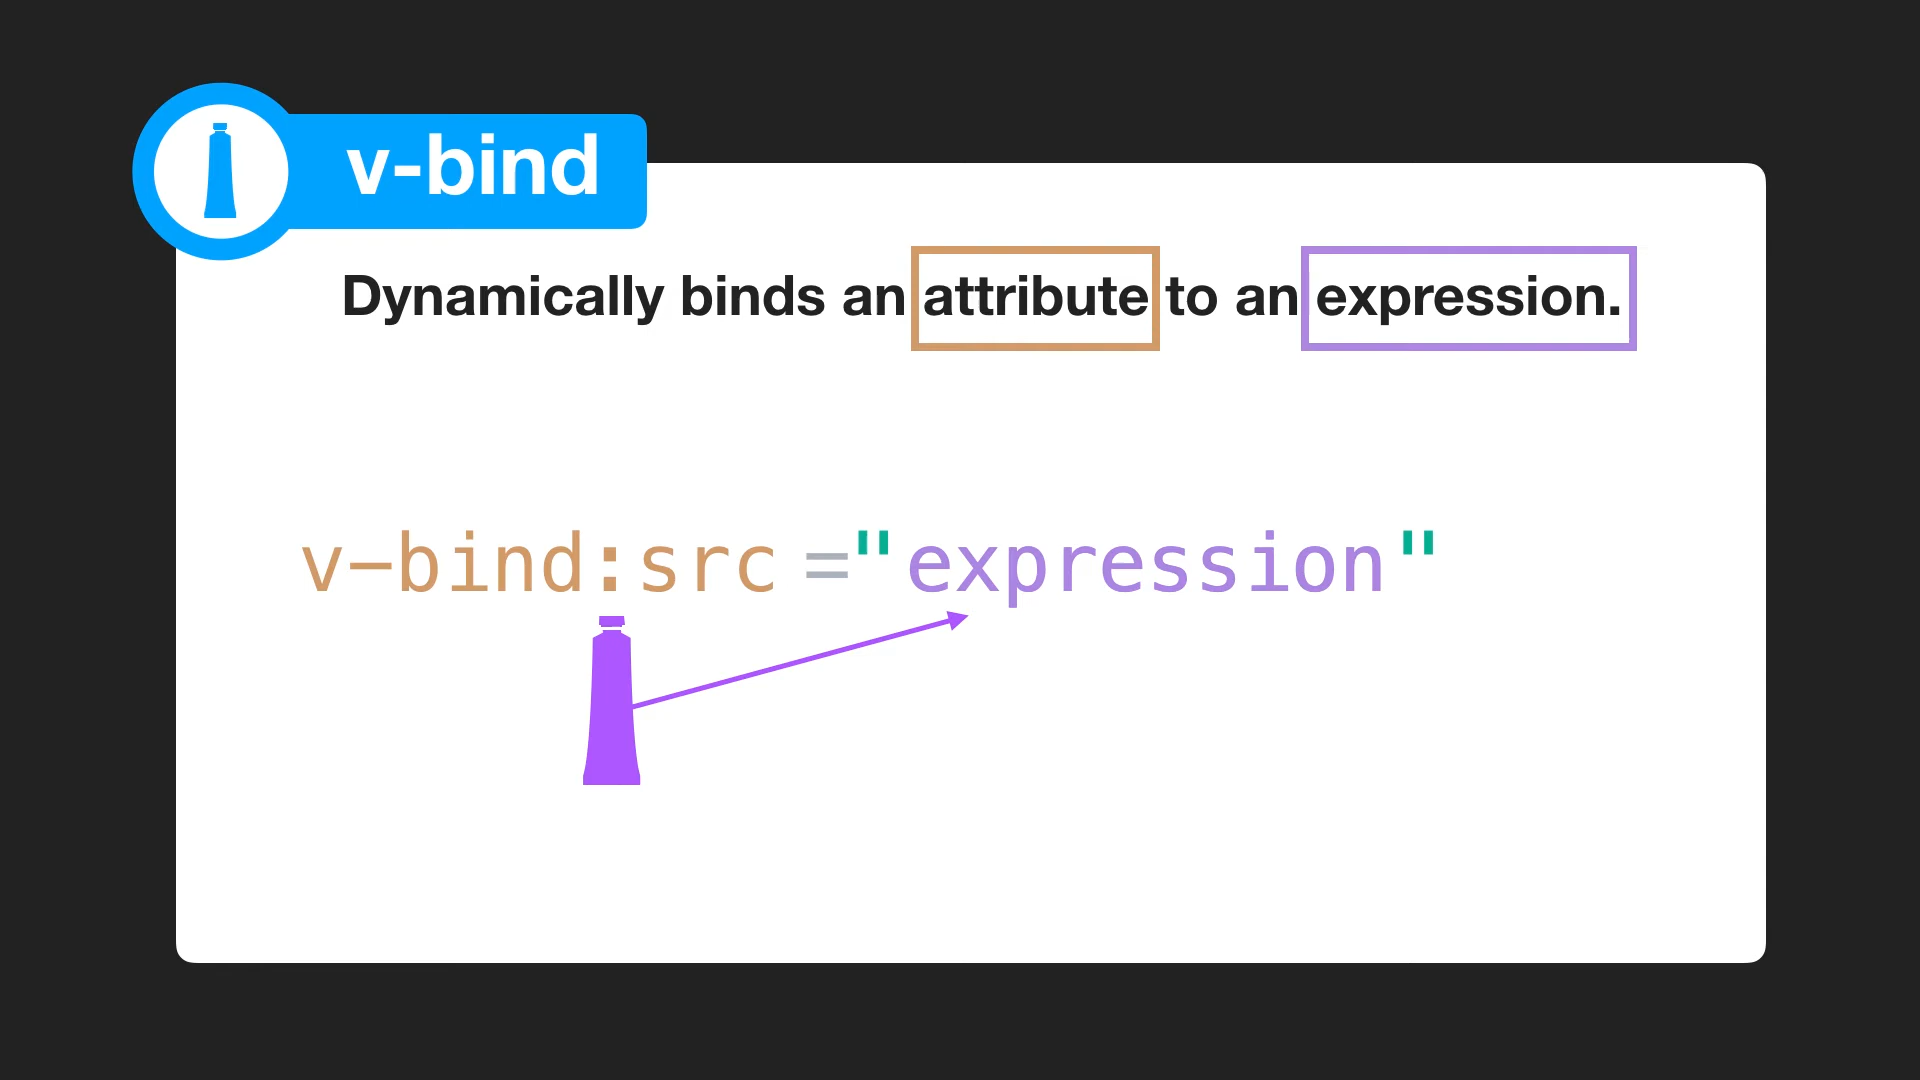 v-bind
Dynamically binds an attribute to an expression.
v-bind:src ="expression"